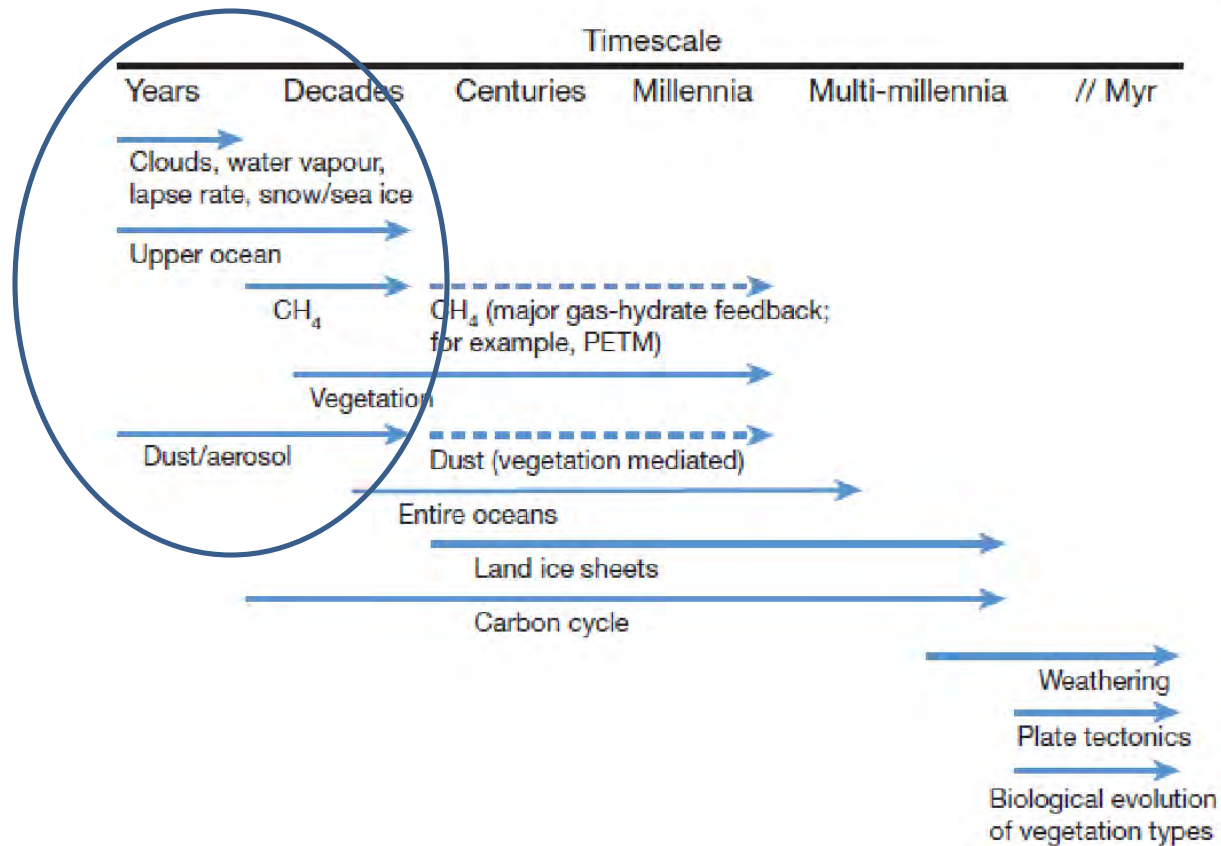 Timescale
Years Decades Centuries Millennia Multi-millennia // Myr
Clouds, water vapour,
lapse rate, snow/sea ice
Upper ocean
CH₄
CH₄ (major gas-hydrate feedback;
for example, PETM)
Vegetation
Dust/aerosol
Dust (vegetation mediated)
Entire oceans
Land ice sheets
Carbon cycle
Weathering
Plate tectonics
Biological evolution
of vegetation types